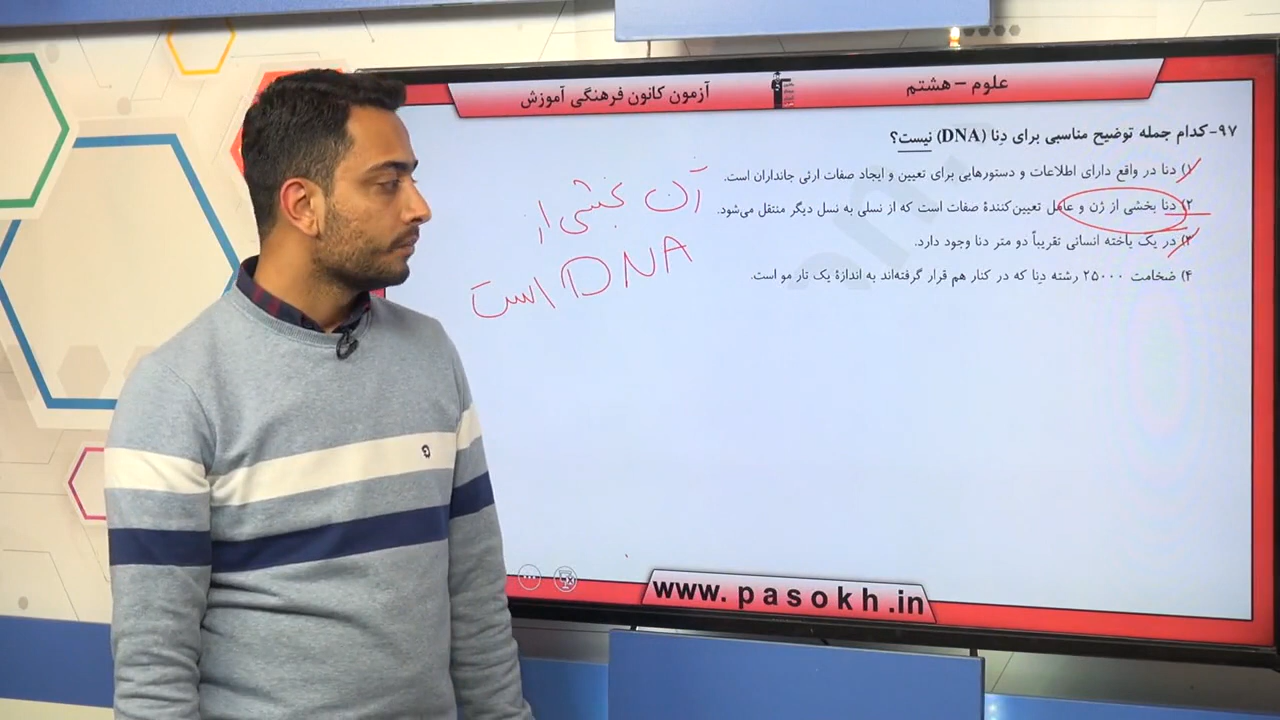 علوم – هشتم
آزمون کانون فرهنگی آموزش
۹۷- کدام جمله توضیح مناسبی برای دِنا (DNA) نیست؟
۱) دنا در واقع دارای اطلاعات و دستورهایی برای تعیین و ایجاد صفات ارثی جانداران است.
۲) دنا بخشی از ژن و عامل تعیین‌کنندهٔ صفات است که از نسلی به نسل دیگر منتقل می‌شود.
۳) در یک یاخته انسانی تقریباً دو متر دنا وجود دارد.
۴) ضخامت ۲۵۰۰۰ رشته دِنا که در کنار هم قرار گرفته‌اند به اندازهٔ یک تار مو است.
ژن بخشی از
DNA است
www.pasokh.in